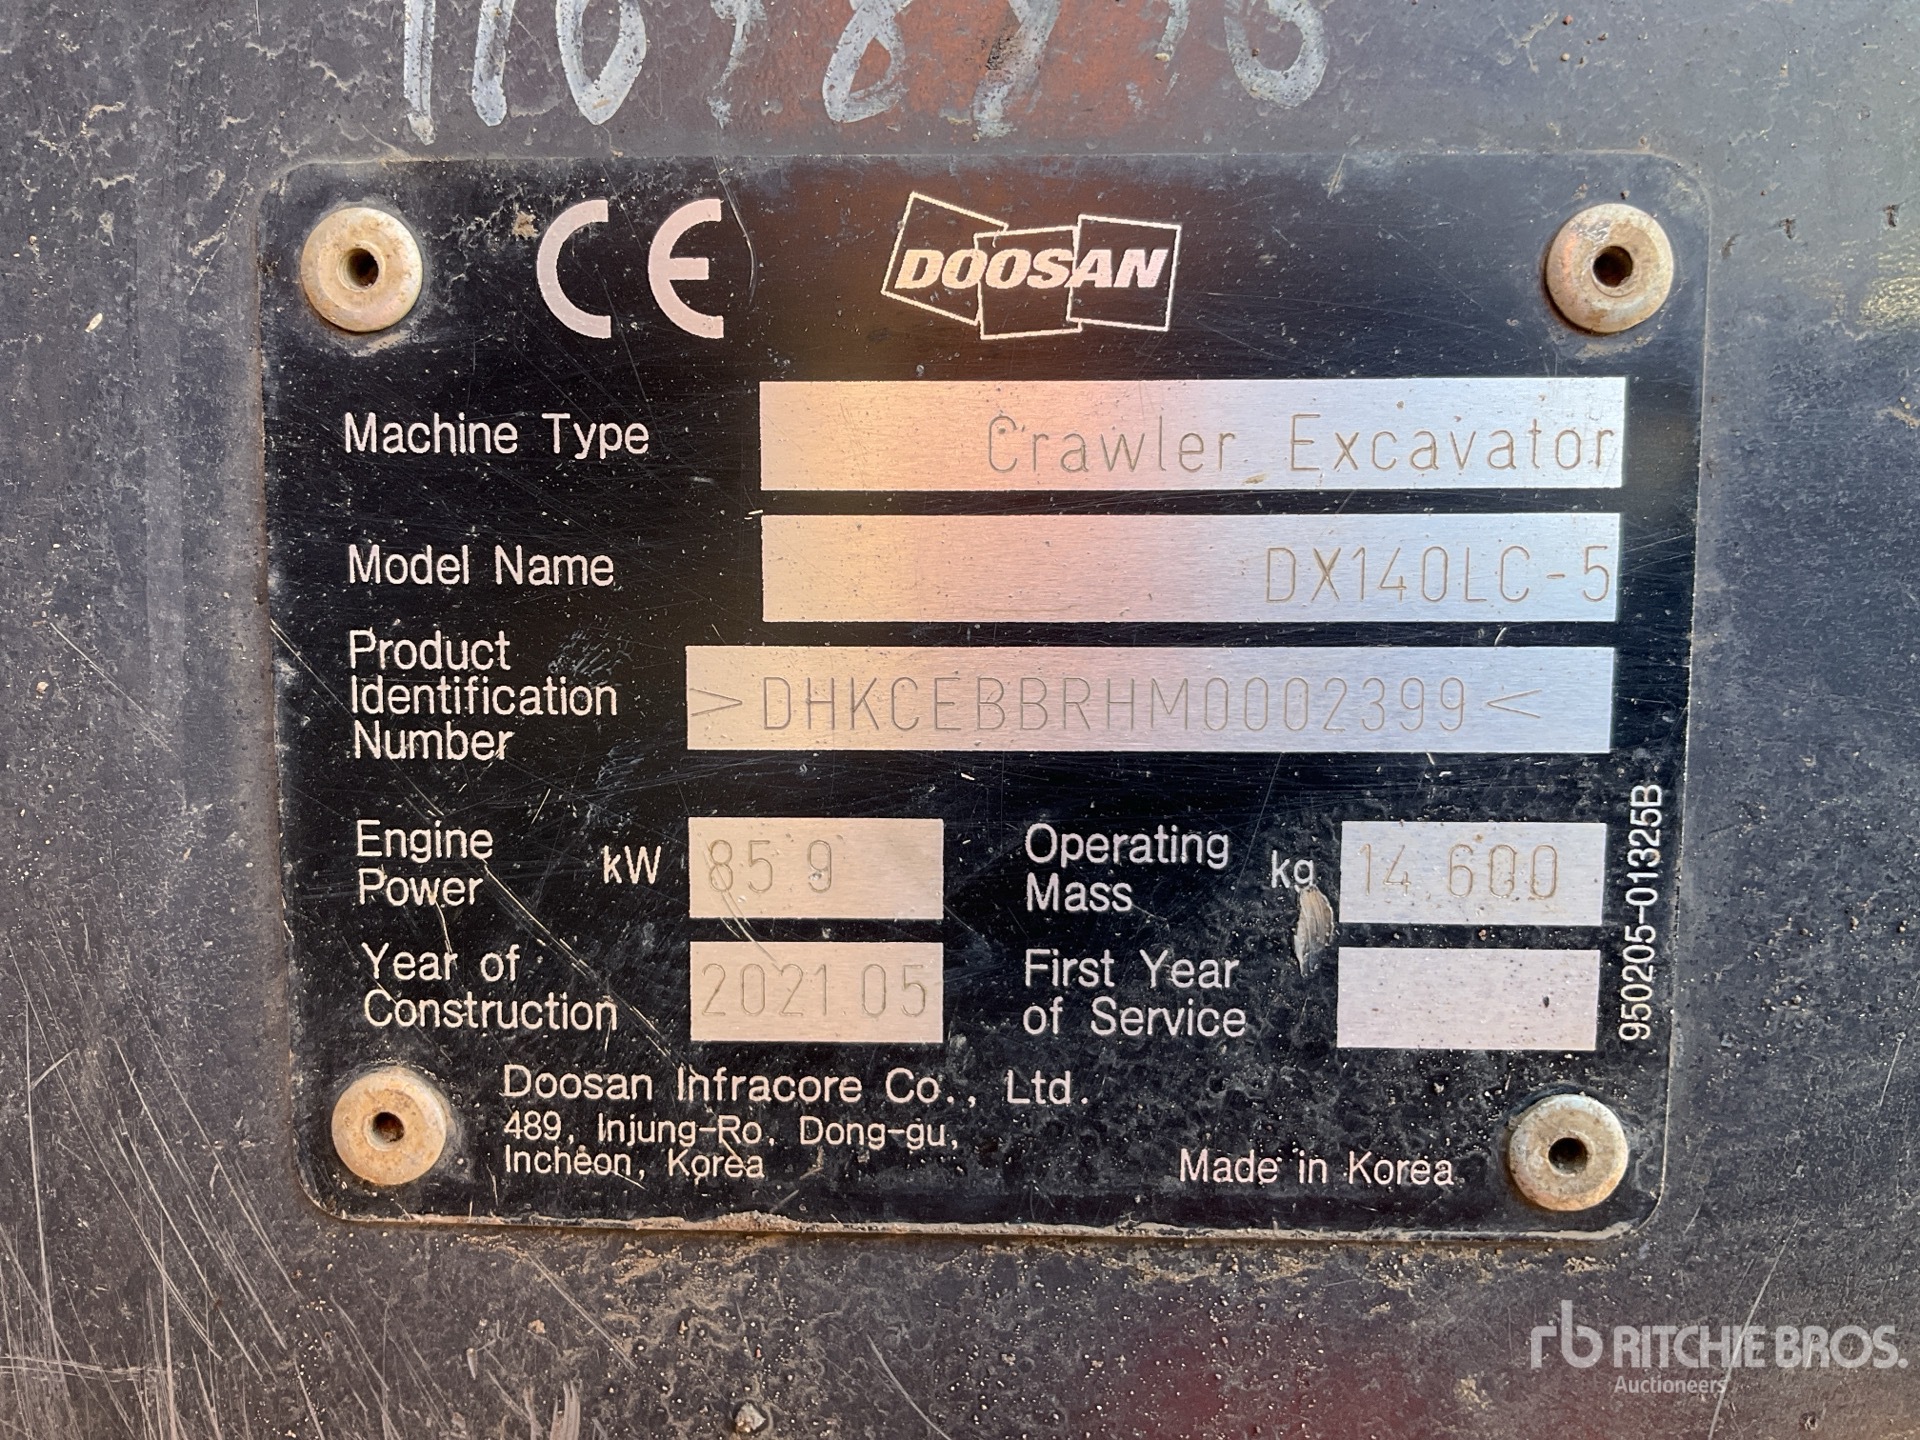 CE DOOSAN
Machine Type Crawler Excavator
Model Name DX140LC-5
Product
Identification
Number >DHKCEBBRHM0002399<
Engine
Power kW 85.9
Operating
Mass kg 14,600
Year of
Construction 2021.05
First Year
of Service
950205-01325B
Doosan Infracore Co., Ltd.
489, Injung-Ro, Dong-gu,
Incheon, Korea
Made in Korea
rb RITCHIE BROS.
Auctioneers